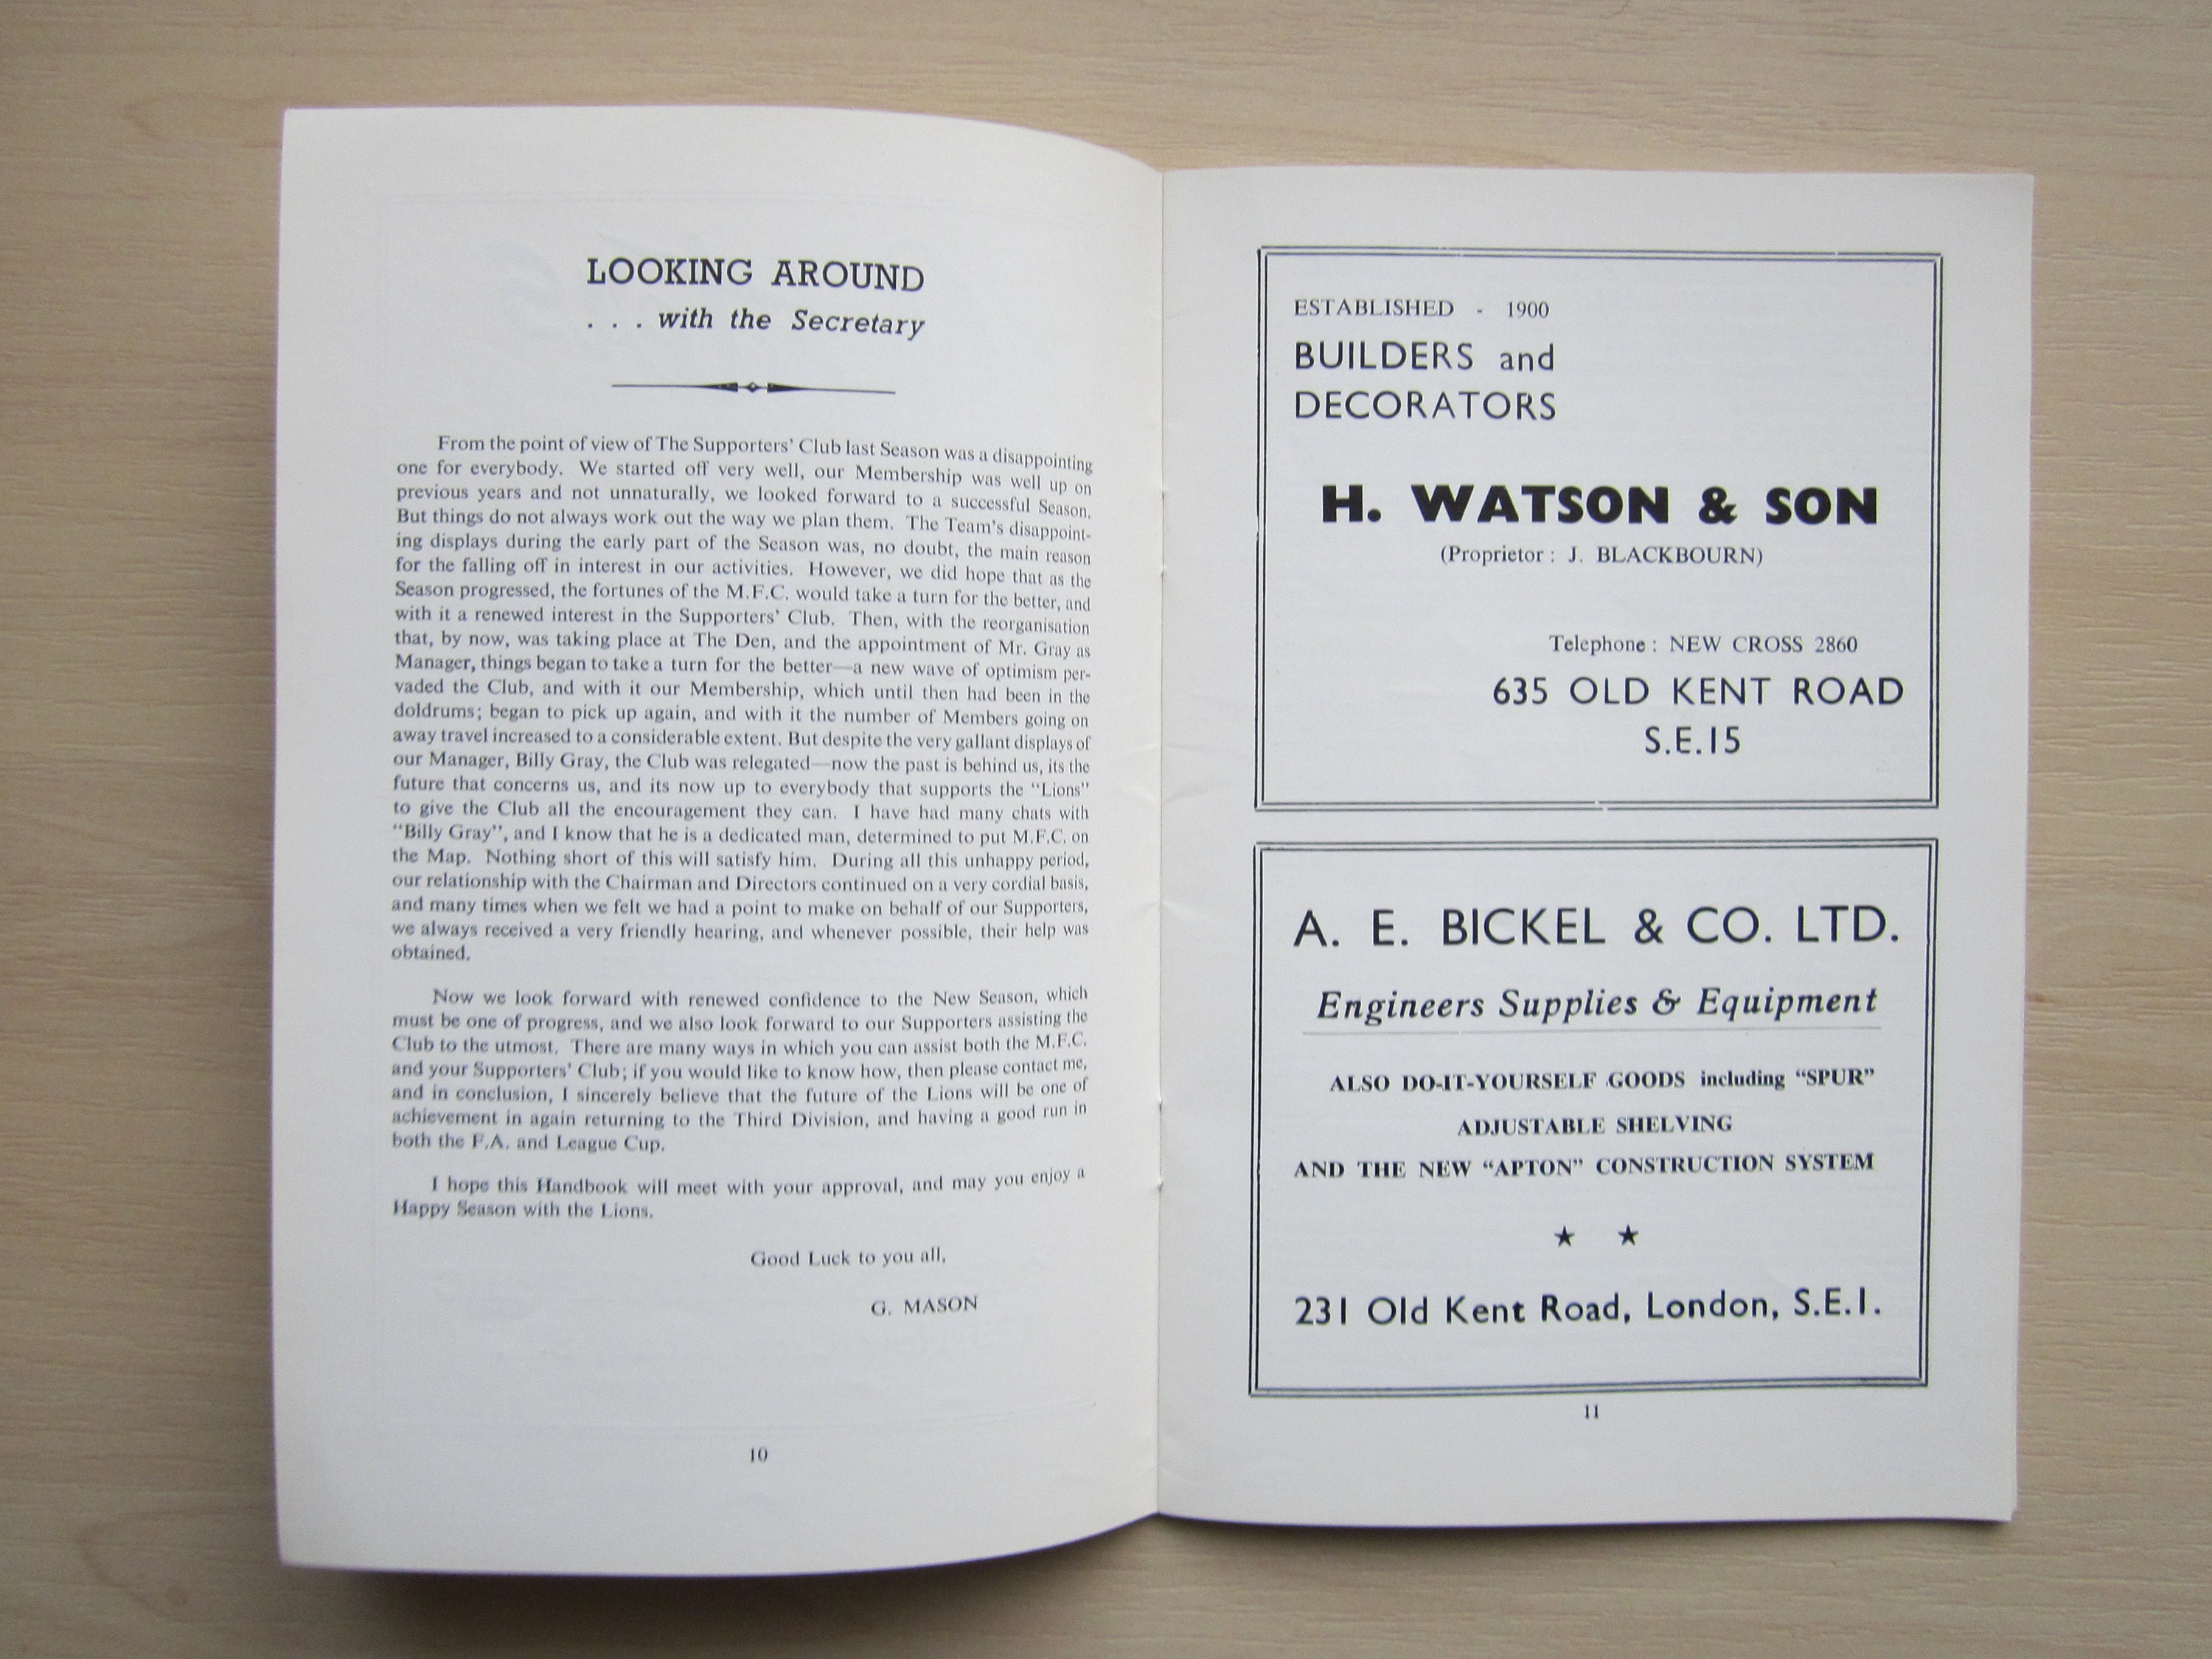 LOOKING AROUND
. . . with the Secretary
From the point of view of The Supporters' Club last Season was a disappointing
one for everybody. We started off very well, our Membership was well up on
previous years and not unnaturally, we looked forward to a successful Season.
But things do not always work out the way we plan them. The Team's disappoint-
ing displays during the early part of the Season was, no doubt, the main reason
for the falling off in interest in our activities. However, we did hope that as the
Season progressed, the fortunes of the M.F.C. would take a turn for the better, and
with it a renewed interest in the Supporters' Club. Then, with the reorganisation
that, by now, was taking place at The Den, and the appointment of Mr. Gray as
Manager, things began to take a turn for the better—a new wave of optimism per-
vaded the Club, and with it our Membership, which until then had been in the
doldrums; began to pick up again, and with it the number of Members going on
away travel increased to a considerable extent. But despite the very gallant displays of
our Manager, Billy Gray, the Club was relegated—now the past is behind us, its the
future that concerns us, and its now up to everybody that supports the "Lions"
to give the Club all the encouragement they can. I have had many chats with
"Billy Gray", and I know that he is a dedicated man, determined to put M.F.C. on
the Map. Nothing short of this will satisfy him. During all this unhappy period,
our relationship with the Chairman and Directors continued on a very cordial basis,
and many times when we felt we had a point to make on behalf of our Supporters,
we always received a very friendly hearing, and whenever possible, their help was
obtained.
Now we look forward with renewed confidence to the New Season, which
must be one of progress, and we also look forward to our Supporters assisting the
Club to the utmost. There are many ways in which you can assist both the M.F.C.
and your Supporters' Club; if you would like to know how, then please contact me,
and in conclusion, I sincerely believe that the future of the Lions will be one of
achievement in again returning to the Third Division, and having a good run in
both the F.A. and League Cup.
I hope this Handbook will meet with your approval, and may you enjoy a
Happy Season with the Lions.
Good Luck to you all,
G. MASON
10
ESTABLISHED - 1900
BUILDERS and
DECORATORS
H. WATSON & SON
(Proprietor : J. BLACKBOURN)
Telephone : NEW CROSS 2860
635 OLD KENT ROAD
S.E.15
A. E. BICKEL & CO. LTD.
Engineers Supplies & Equipment
ALSO DO-IT-YOURSELF GOODS including "SPUR"
ADJUSTABLE SHELVING
AND THE NEW "APTON" CONSTRUCTION SYSTEM
★ ★
231 Old Kent Road, London, S.E.1.
11